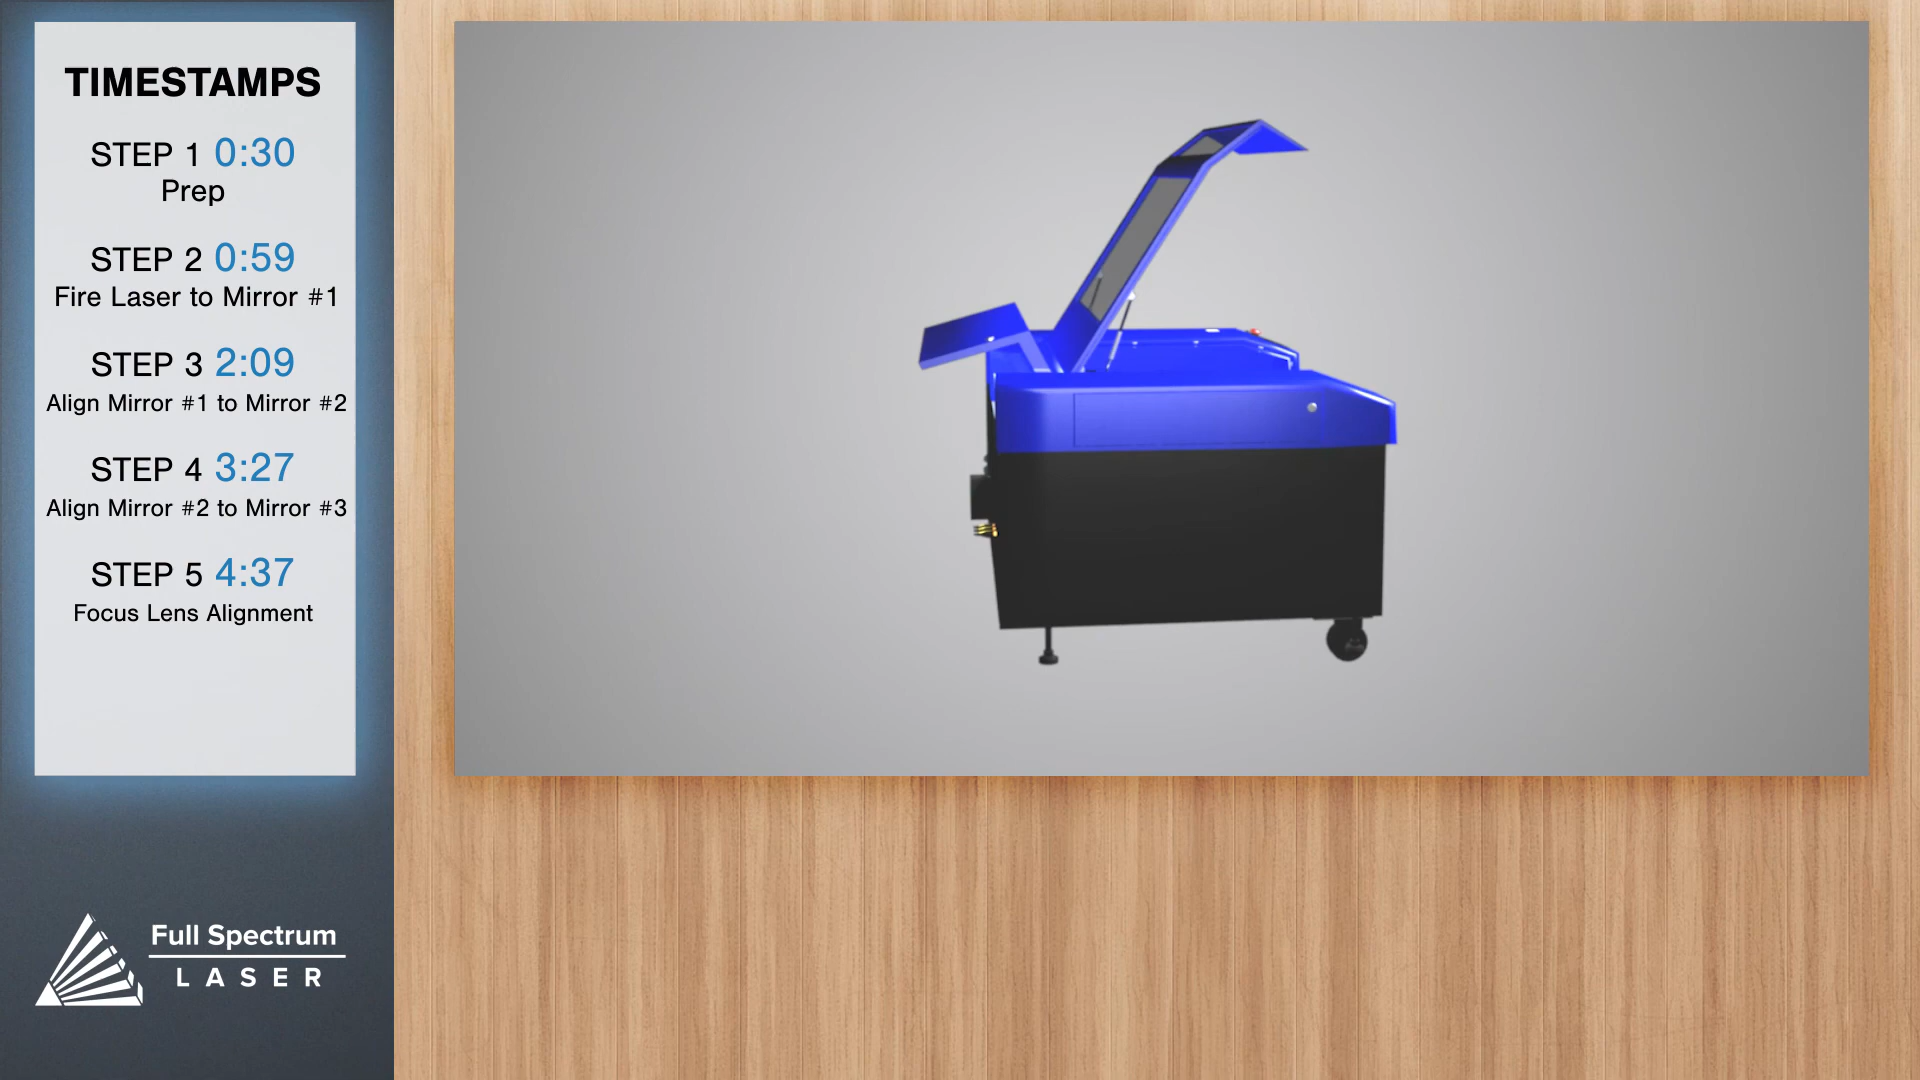 TIMESTAMPS
STEP 1 0:30
Prep
STEP 2 0:59
Fire Laser to Mirror #1
STEP 3 2:09
Align Mirror #1 to Mirror #2
STEP 4 3:27
Align Mirror #2 to Mirror #3
STEP 5 4:37
Focus Lens Alignment
Full Spectrum
LASER